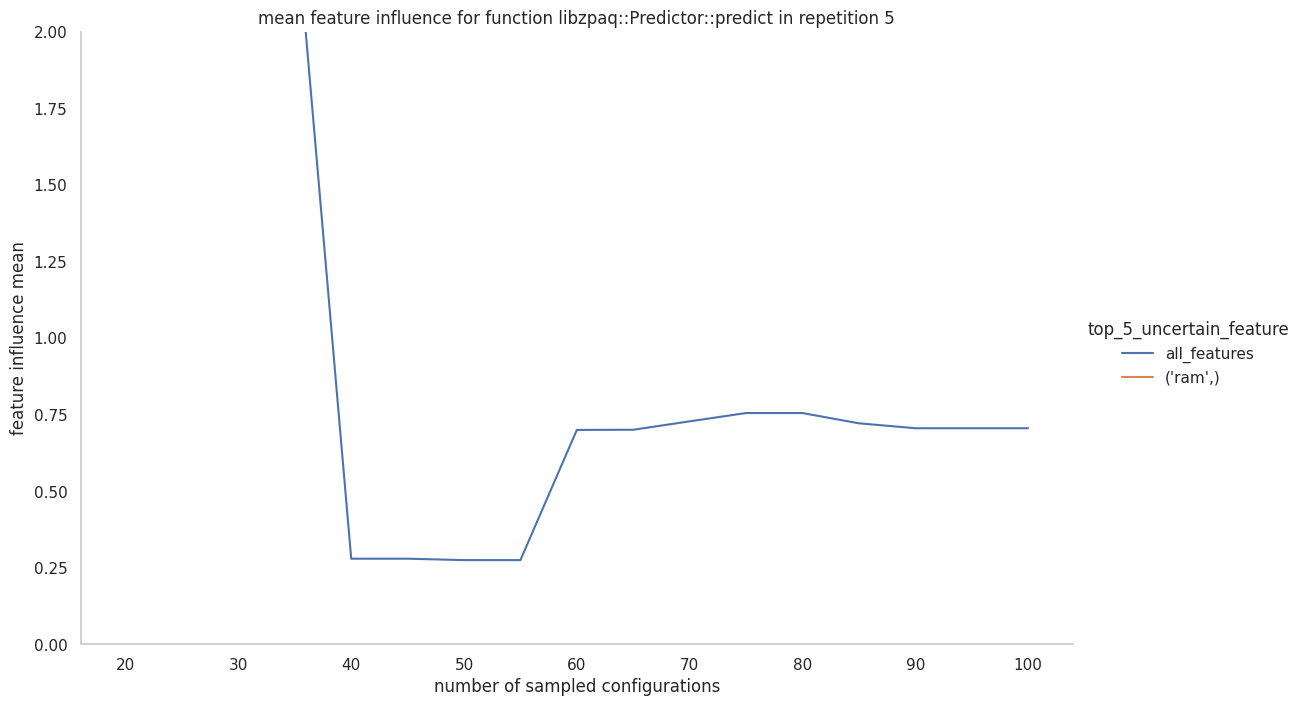 mean feature influence for function libzpaq::Predictor::predict in repetition 5
2.00
1.75
1.50
1.25
1.00
0.75
0.50
0.25
0.00
feature influence mean
20 30 40 50 60 70 80 90 100
number of sampled configurations
top_5_uncertain_feature
all_features
('ram',)